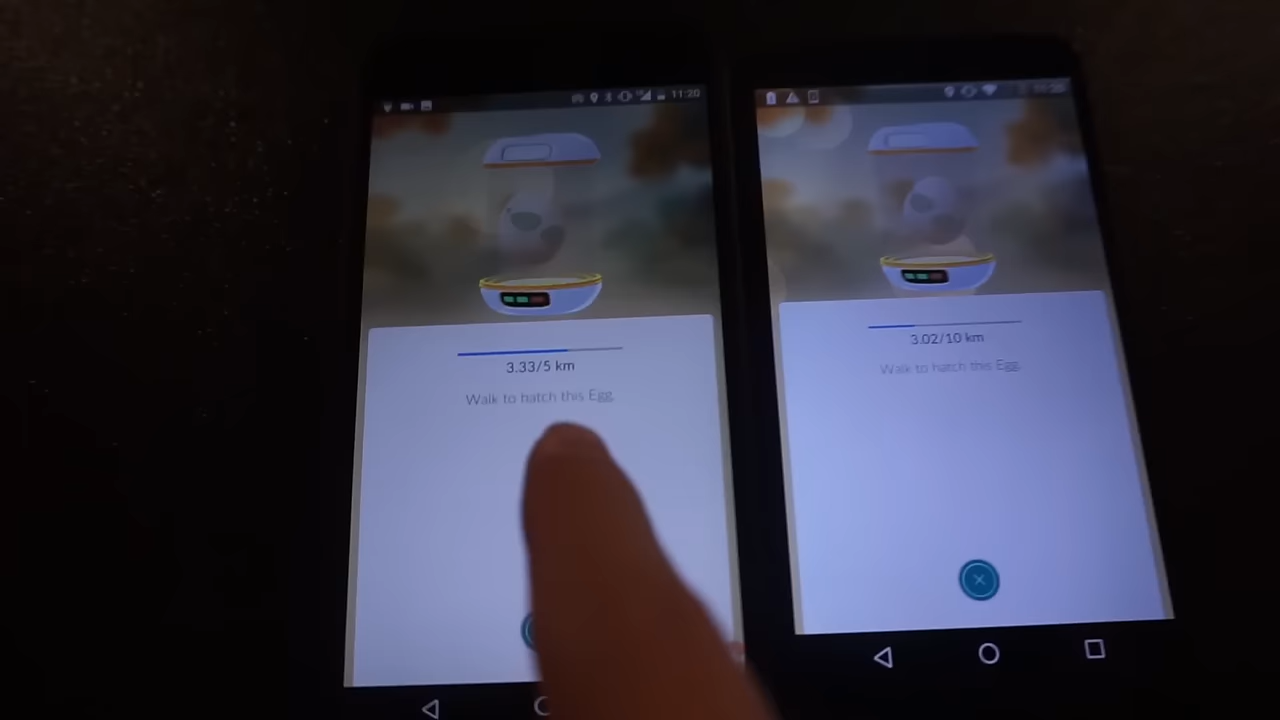 11:20
3.33/5 km
Walk to hatch this Egg.
3.02/10 km
Walk to hatch this Egg.